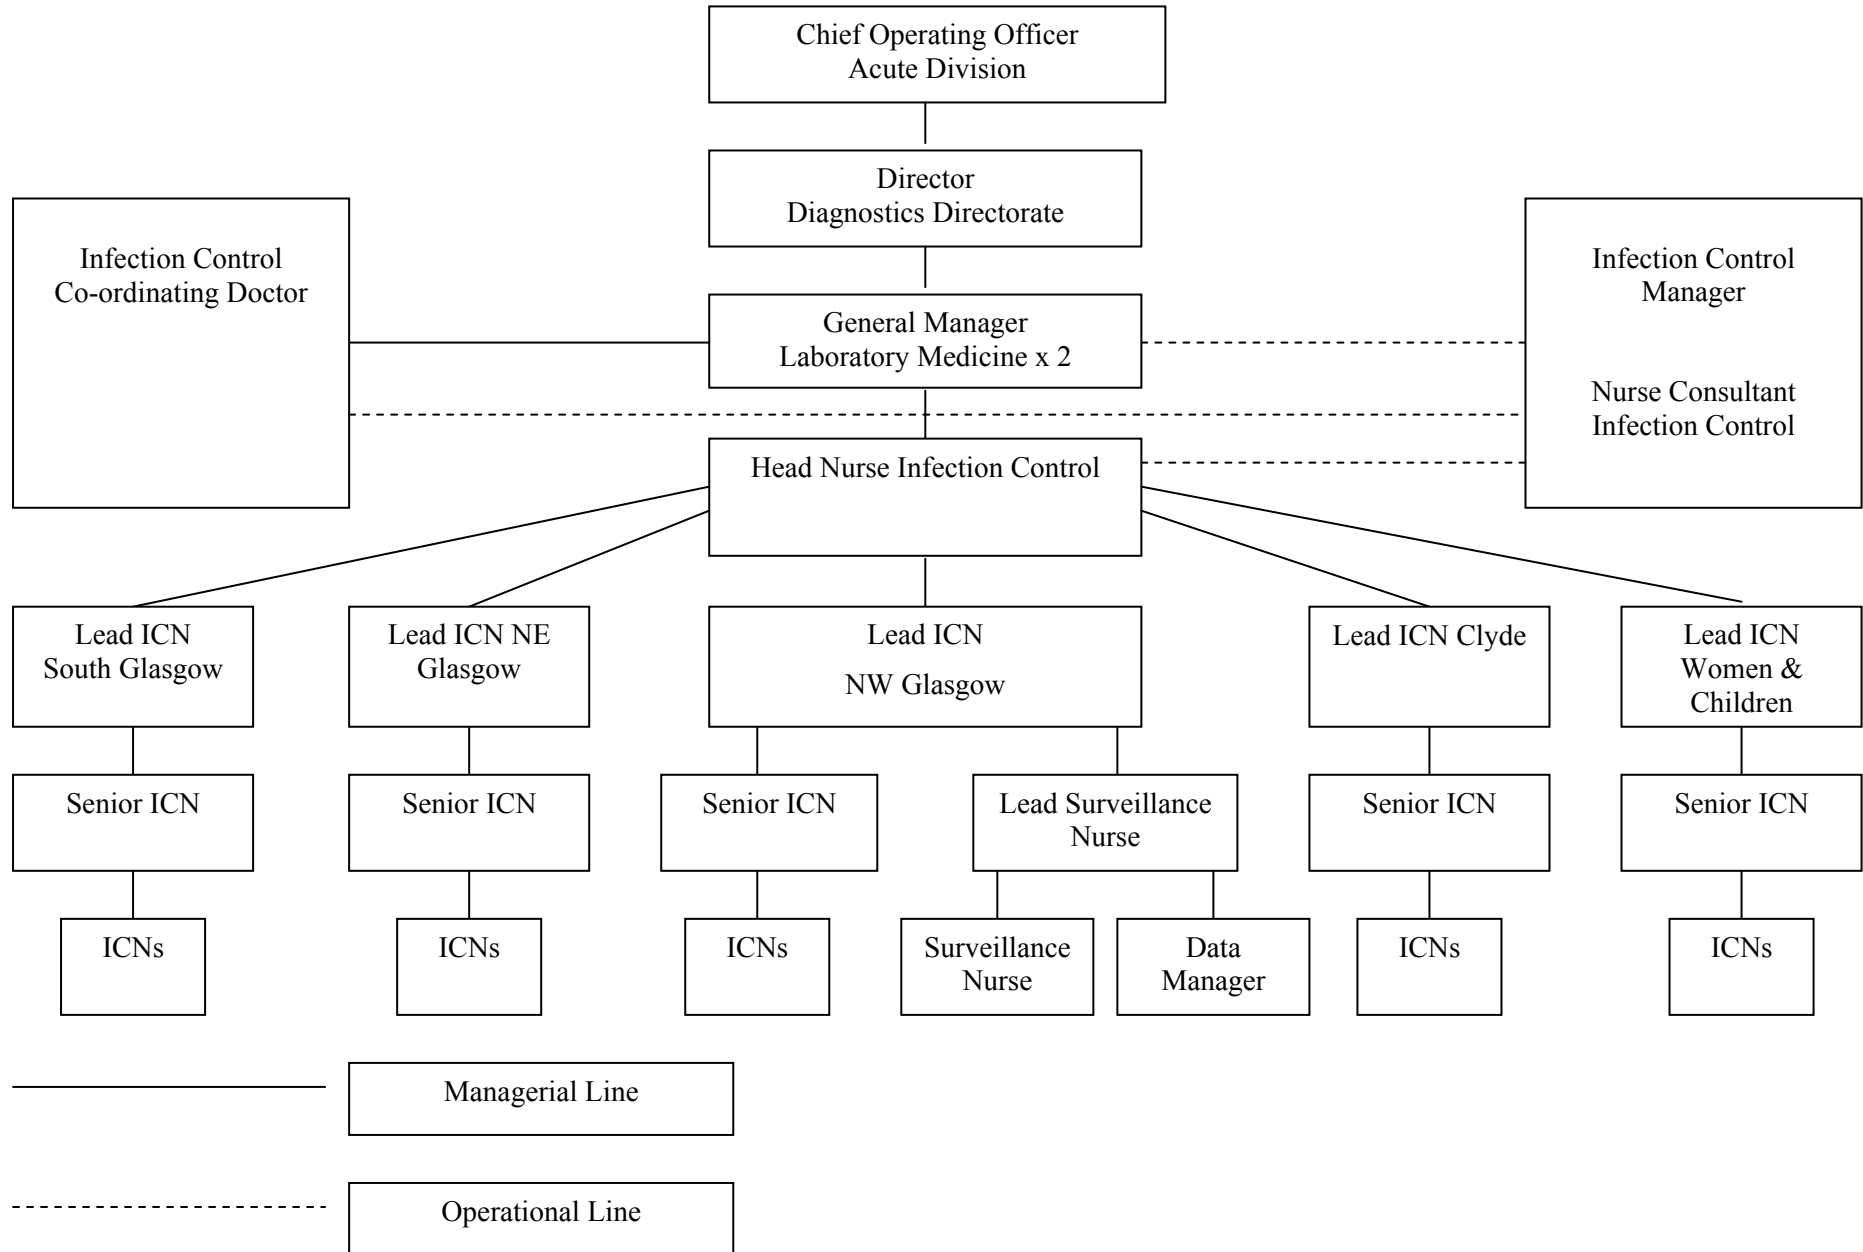 Chief Operating Officer
Acute Division
Director
Diagnostics Directorate
Infection Control
Co-ordinating Doctor
General Manager
Laboratory Medicine x 2
Infection Control
Manager
Nurse Consultant
Infection Control
Head Nurse Infection Control
Lead ICN
South Glasgow
Lead ICN NE
Glasgow
Lead ICN
NW Glasgow
Lead ICN Clyde
Lead ICN
Women &
Children
Senior ICN
Senior ICN
Senior ICN
Lead Surveillance
Nurse
Senior ICN
Senior ICN
ICNs
ICNs
ICNs
Surveillance
Nurse
Data
Manager
ICNs
ICNs
Managerial Line
Operational Line